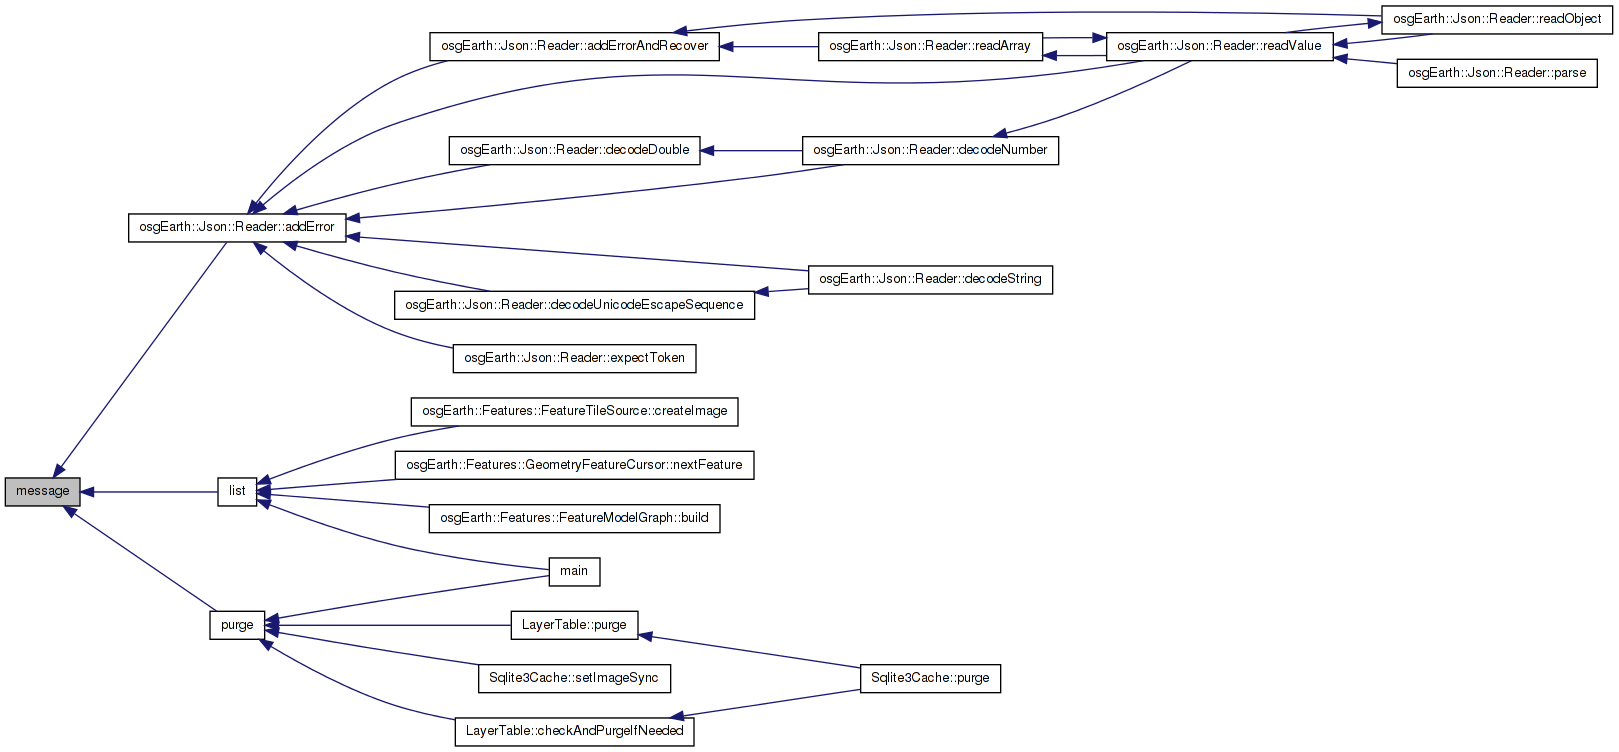 osgEarth::Json::Reader::readObject
osgEarth::Json::Reader::addErrorAndRecover
osgEarth::Json::Reader::readArray
osgEarth::Json::Reader::readValue
osgEarth::Json::Reader::parse
osgEarth::Json::Reader::decodeDouble
osgEarth::Json::Reader::decodeNumber
osgEarth::Json::Reader::addError
osgEarth::Json::Reader::decodeString
osgEarth::Json::Reader::decodeUnicodeEscapeSequence
osgEarth::Json::Reader::expectToken
osgEarth::Features::FeatureTileSource::createImage
osgEarth::Features::GeometryFeatureCursor::nextFeature
message
list
osgEarth::Features::FeatureModelGraph::build
main
purge
LayerTable::purge
Sqlite3Cache::setImageSync
Sqlite3Cache::purge
LayerTable::checkAndPurgeIfNeeded